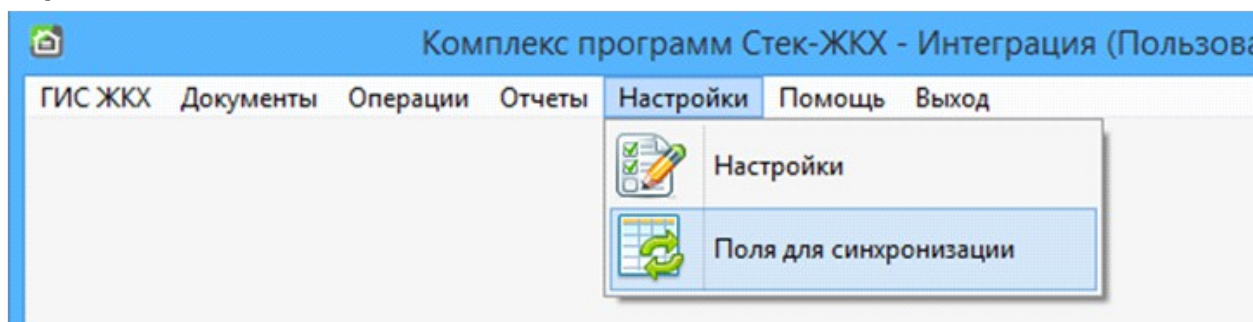 Комплекс программ Стек-ЖКХ - Интеграция (Пользова
ГИС ЖКХ Документы Операции Отчеты Настройки Помощь Выход
Настройки
Поля для синхронизации